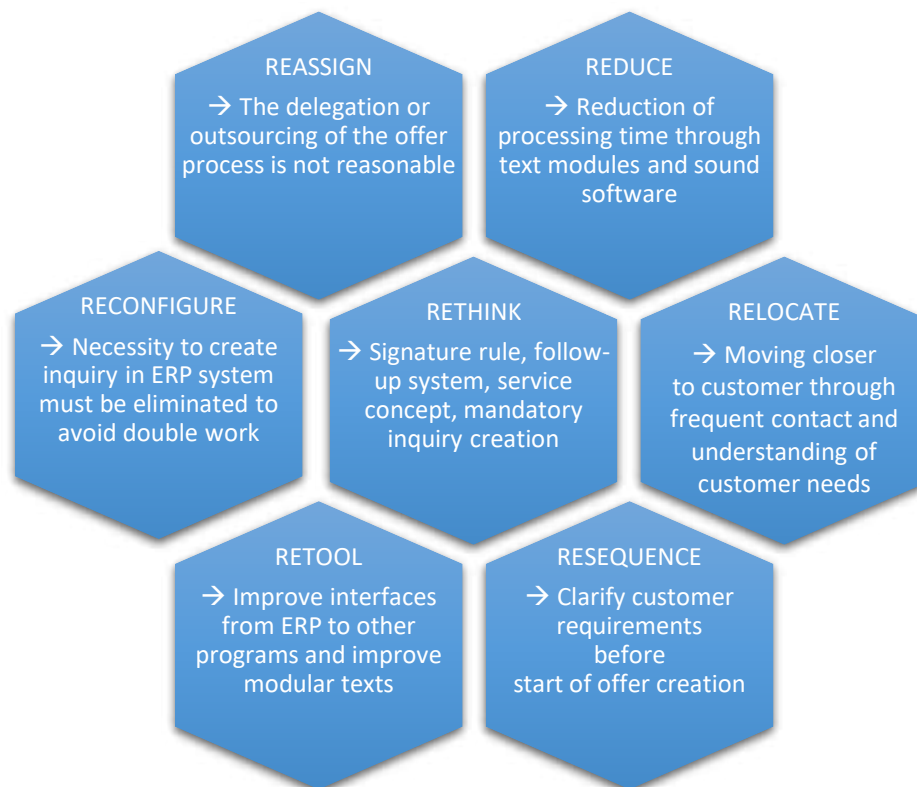 REASSIGN
→ The delegation or
outsourcing of the offer
process is not reasonable
REDUCE
→ Reduction of
processing time through
text modules and sound
software
RECONFIGURE
→ Necessity to create
inquiry in ERP system
must be eliminated to
avoid double work
RETHINK
→ Signature rule, follow-
up system, service
concept, mandatory
inquiry creation
RELOCATE
→ Moving closer
to customer through
frequent contact and
understanding of
customer needs
RETOOL
→ Improve interfaces
from ERP to other
programs and improve
modular texts
RESEQUENCE
→ Clarify customer
requirements
before
start of offer creation